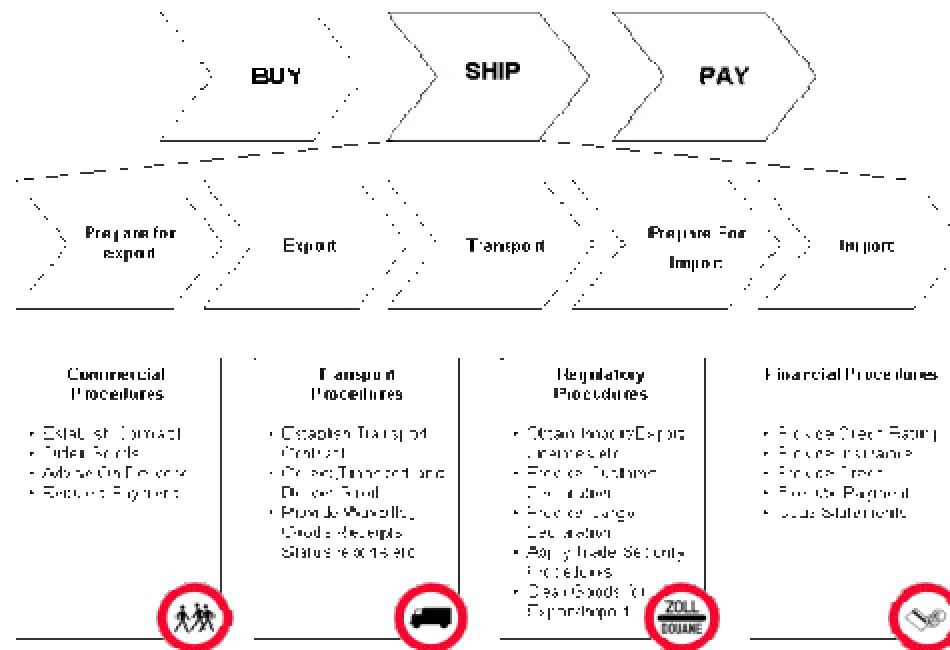 BUY
SHIP
PAY
Prepare for
export
Export
Transport
Prepare For
Import
Import
Commercial
Procedures
• Establish Contract
• Order Goods
• Advise On Delivery
• Request Payment
Transport
Procedures
• Establish Transport
Contract
• Collect,Transport and
Deliver Good
• Provide Waybills,
Goods Receipts
Status reports etc
Regulatory
Procedures
• Obtain Import/Export
Licences etc
• Provide Customs
Declaration
• Provide Cargo
Declaration
• Apply Trade Security
Procedures
• Clear Goods for
Export/Import
ZOLL
DOUANE
Financial Procedures
• Provide Credit Rating
• Provide Insurance
• Provide Credit
• Execute Payment
• Issue Statements